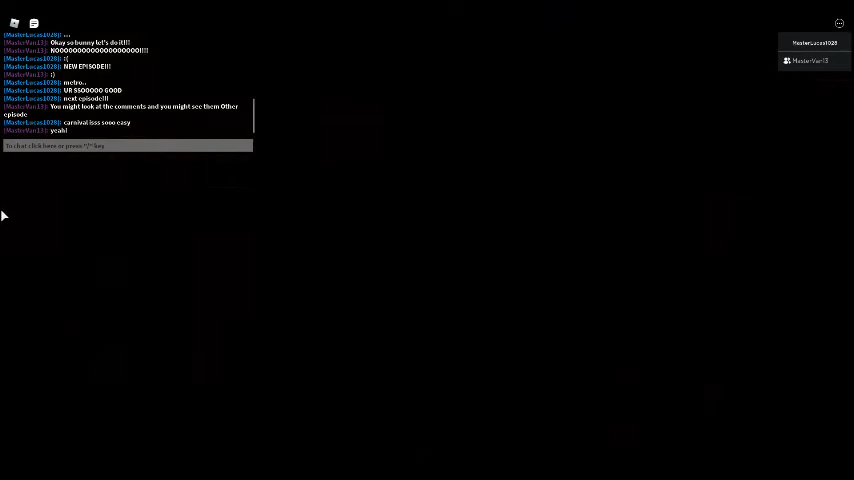 [MasterLucas1028]: ...
[MasterVan13]: Okay so bunny let's do it!!!
[MasterVan13]: NOOOOOOOOOOOOOOOOOOO!!!!
[MasterLucas1028]: :(
[MasterLucas1028]: NEW EPISODE!!!
[MasterVan13]: :)
[MasterLucas1028]: metro..
[MasterLucas1028]: UR SSOOOOO GOOD
[MasterLucas1028]: next episode!!!
[MasterVan13]: You might look at the comments and you might see them Other
episode
[MasterLucas1028]: carnival isss sooo easy
[MasterVan13]: yeah!
To chat click here or press "/" key
MasterLucas1028
MasterVan13